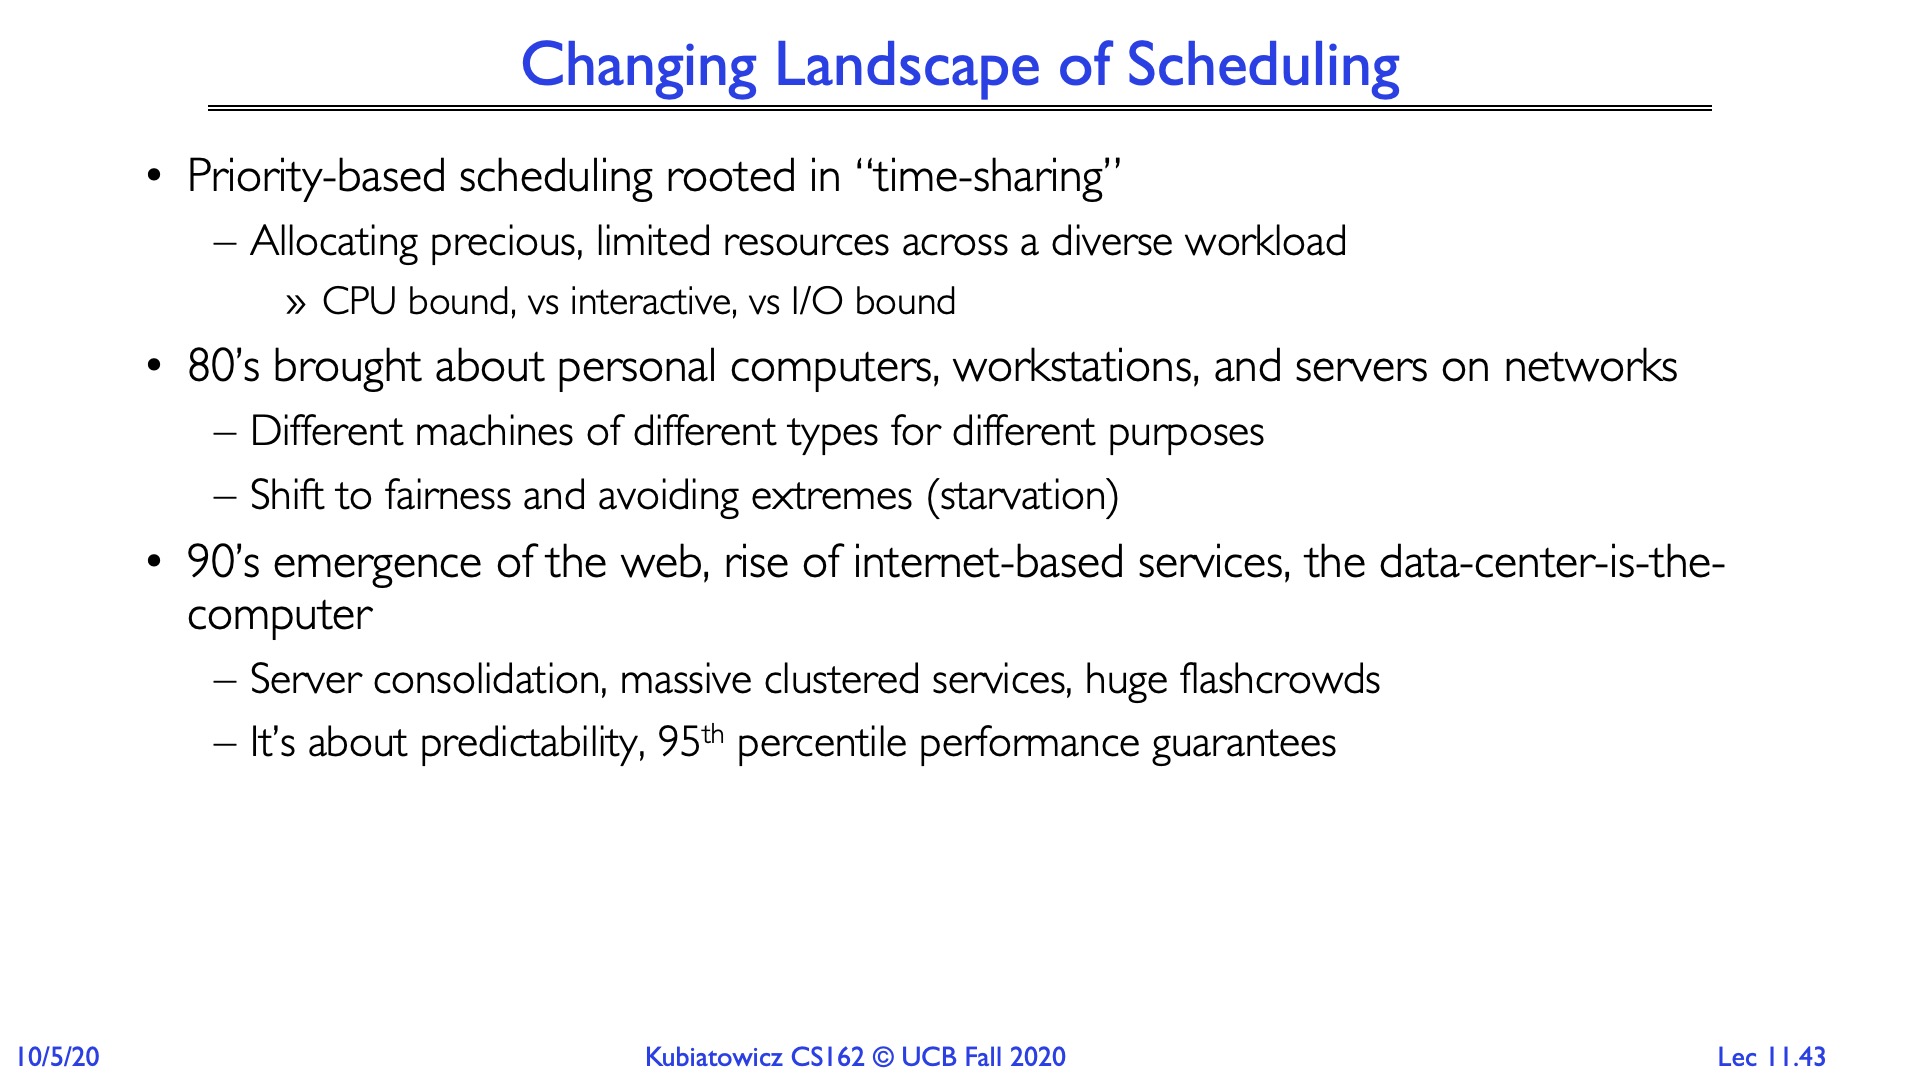 Changing Landscape of Scheduling
• Priority-based scheduling rooted in “time-sharing”
– Allocating precious, limited resources across a diverse workload
» CPU bound, vs interactive, vs I/O bound
• 80’s brought about personal computers, workstations, and servers on networks
– Different machines of different types for different purposes
– Shift to fairness and avoiding extremes (starvation)
• 90’s emergence of the web, rise of internet-based services, the data-center-is-the-
computer
– Server consolidation, massive clustered services, huge flashcrowds
– It’s about predictability, 95th percentile performance guarantees
10/5/20
Kubiatowicz CS162 © UCB Fall 2020
Lec 11.43